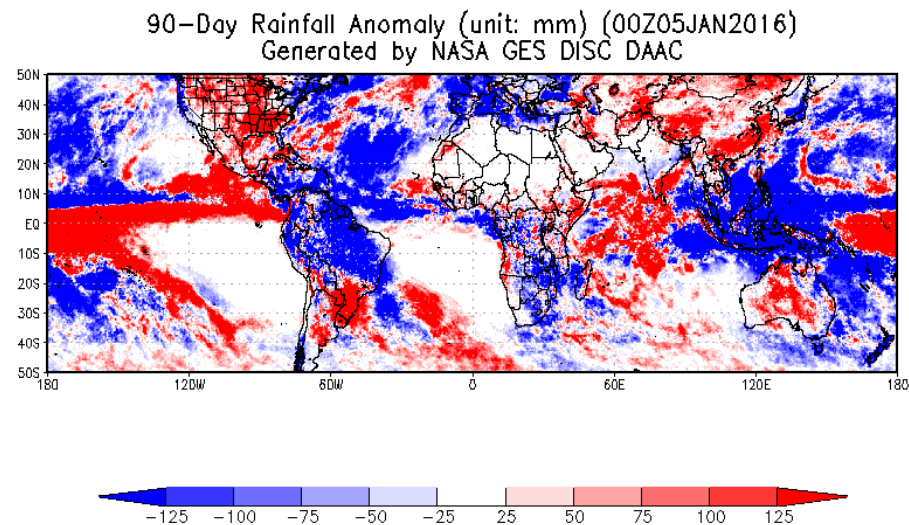 90-Day Rainfall Anomaly (unit: mm) (00Z05JAN2016)
Generated by NASA GES DISC DAAC
50N
40N
30N
20N
10N
EQ
10S
20S
30S
40S
50S
180 120W 60W 0 60E 120E 180
-125 -100 -75 -50 -25 25 50 75 100 125